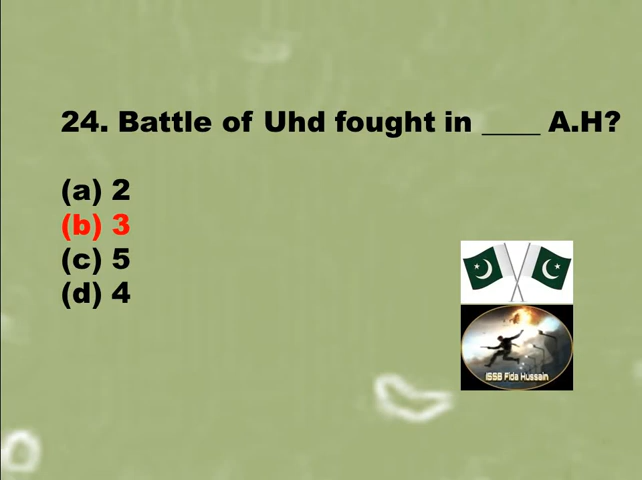 24. Battle of Uhd fought in ____ A.H?
(a) 2
(b) 3
(c) 5
(d) 4
ISSB Fida Hussain